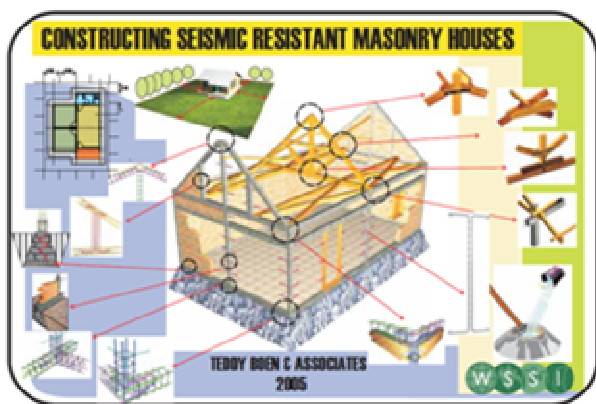 CONSTRUCTING SEISMIC RESISTANT MASONRY HOUSES
TEDDY BOEN & ASSOCIATES
2005
WSSI